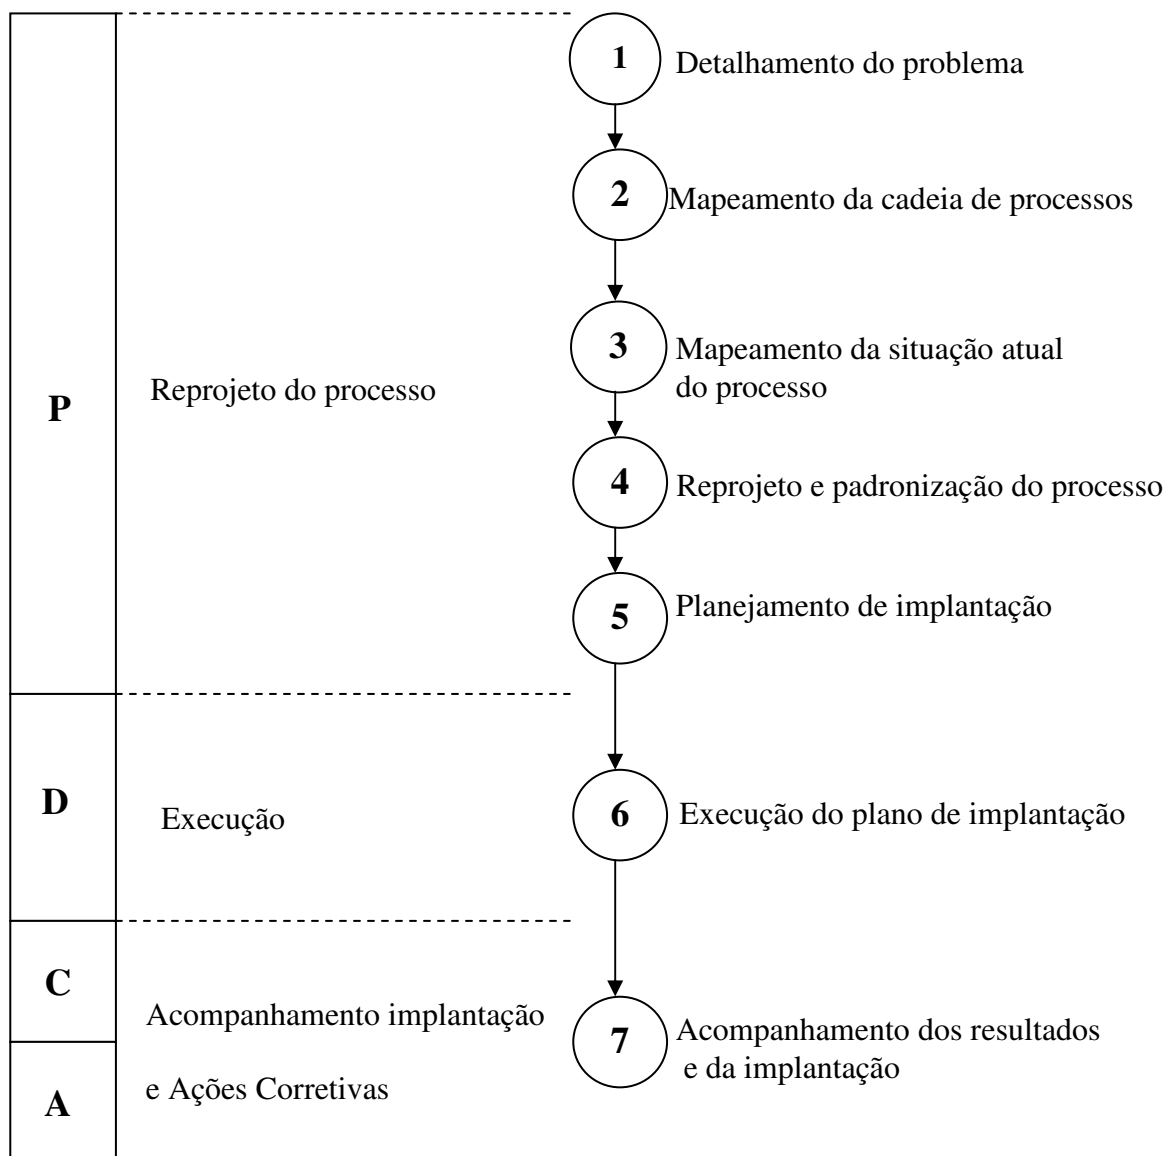 1
Detalhamento do problema
2
Mapeamento da cadeia de processos
3
Mapeamento da situação atual
do processo
P
Reprojeto do processo
4
Reprojeto e padronização do processo
5
Planejamento de implantação
D
Execução
6
Execução do plano de implantação
C
Acompanhamento implantação
e Ações Corretivas
A
7
Acompanhamento dos resultados
e da implantação